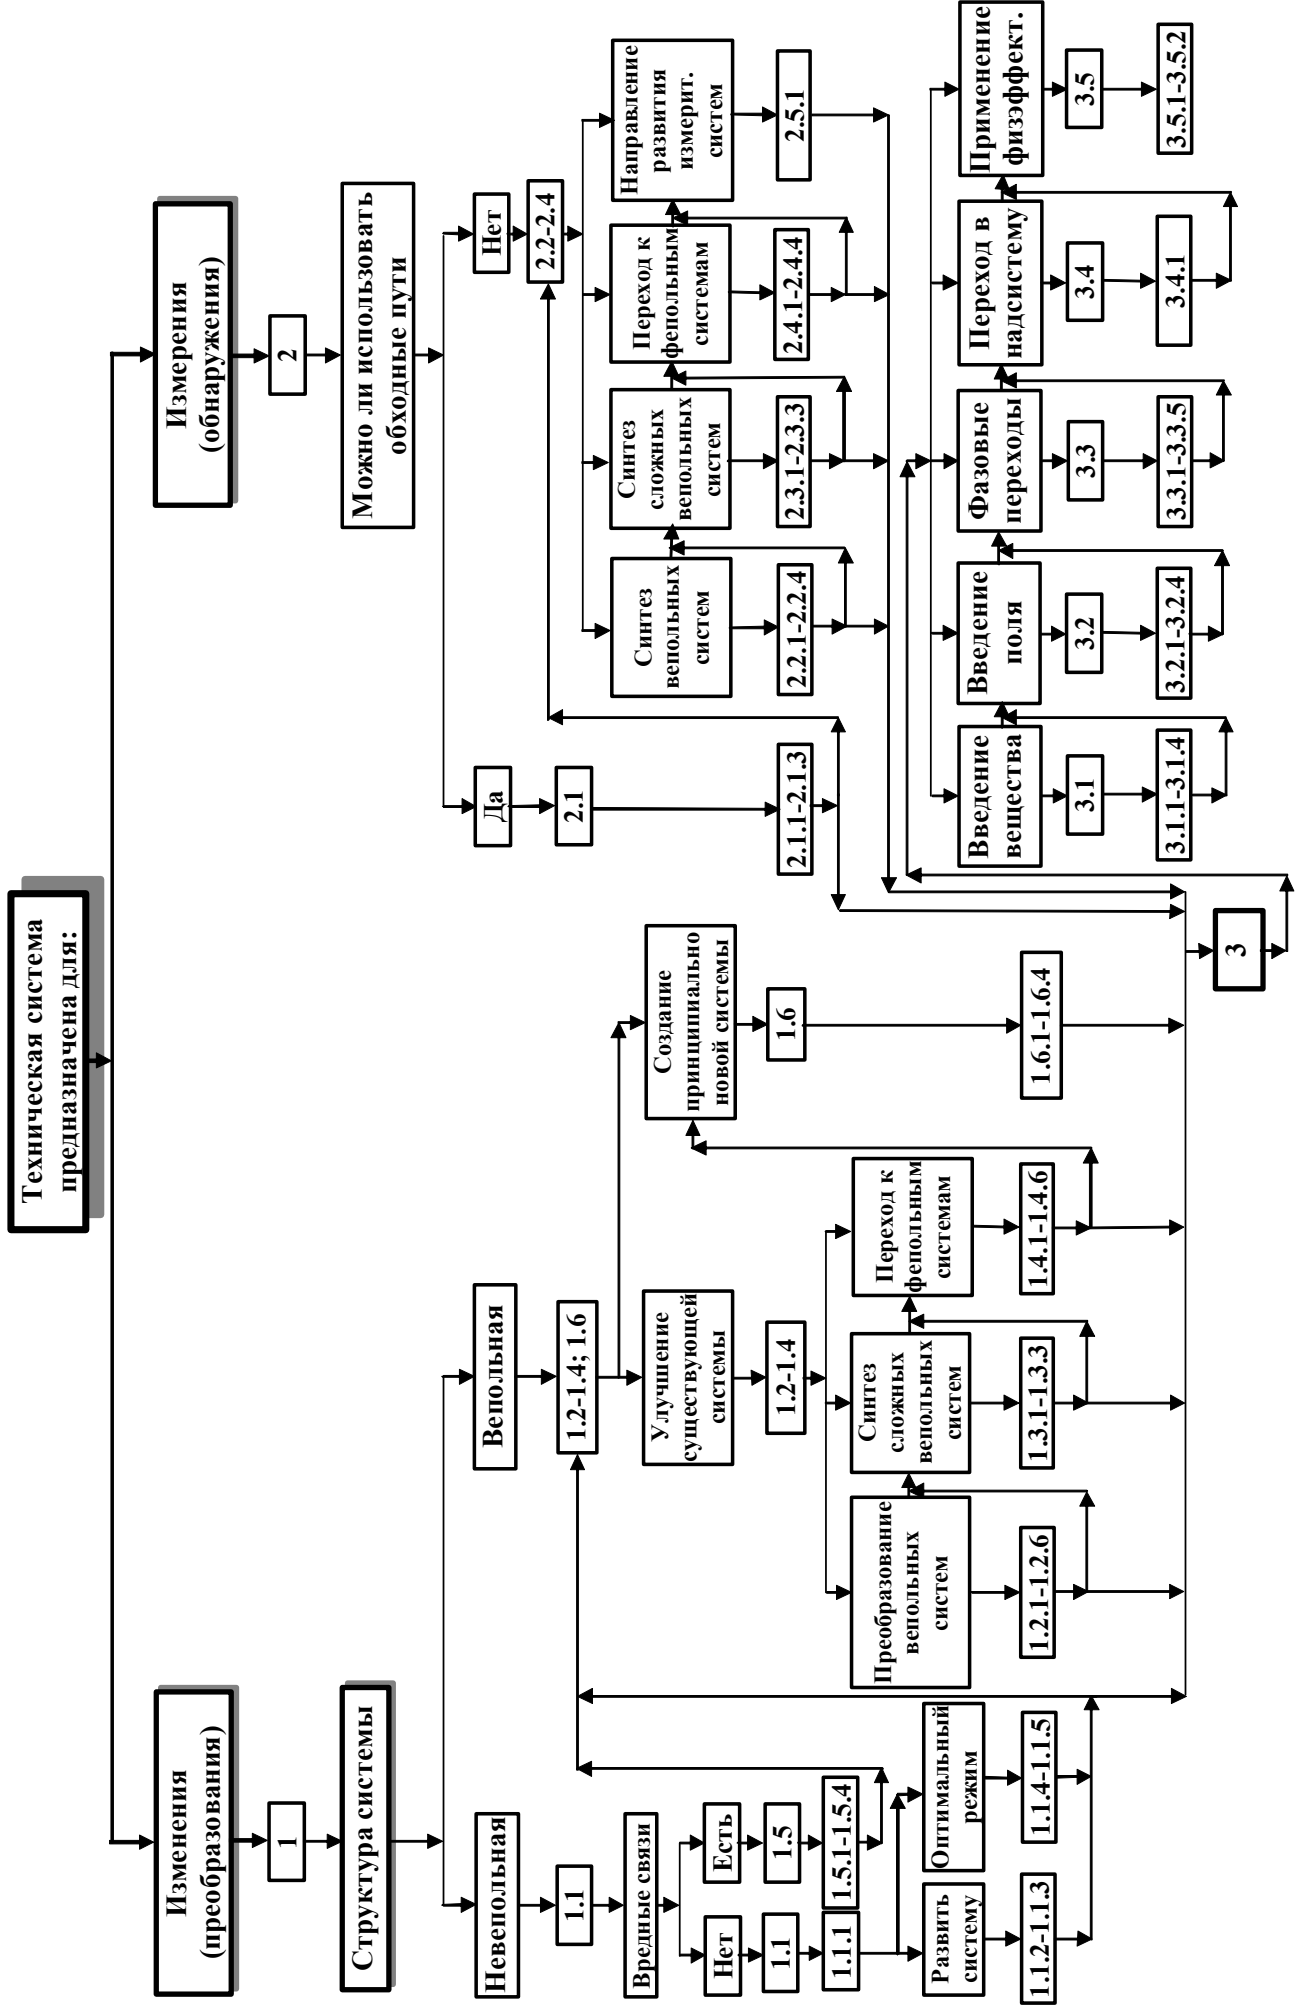 Техническая система
предназначена для:
Изменения
(преобразования)
1
Структура системы
Невепольная
1.1
Вредные связи
Нет
1.1
1.1.1
Есть
1.5
1.5.1-1.5.4
Развить
систему
1.1.2-1.1.3
Оптимальный
режим
1.1.4-1.1.5
Вепольная
1.2-1.4; 1.6
Улучшение
существующей
системы
1.2-1.4
Преобразование
вепольных
систем
1.2.1-1.2.6
Синтез
сложных
вепольных
систем
1.3.1-1.3.3
Переход к
фепольным
системам
1.4.1-1.4.6
Создание
принципиально
новой системы
1.6
1.6.1-1.6.4
Измерения
(обнаружения)
2
Можно ли использовать
обходные пути
Да
2.1
2.1.1-2.1.3
Нет
2.2-2.4
Синтез
вепольных
систем
2.2.1-2.2.4
Синтез
сложных
вепольных
систем
2.3.1-2.3.3
Переход к
фепольным
системам
2.4.1-2.4.4
Направление
развития
измерит.
систем
2.5.1
3
Введение
вещества
3.1
3.1.1-3.1.4
Введение
поля
3.2
3.2.1-3.2.4
Фазовые
переходы
3.3
3.3.1-3.3.5
Переход в
надсистему
3.4
3.4.1
Применение
физэффект.
3.5
3.5.1-3.5.2